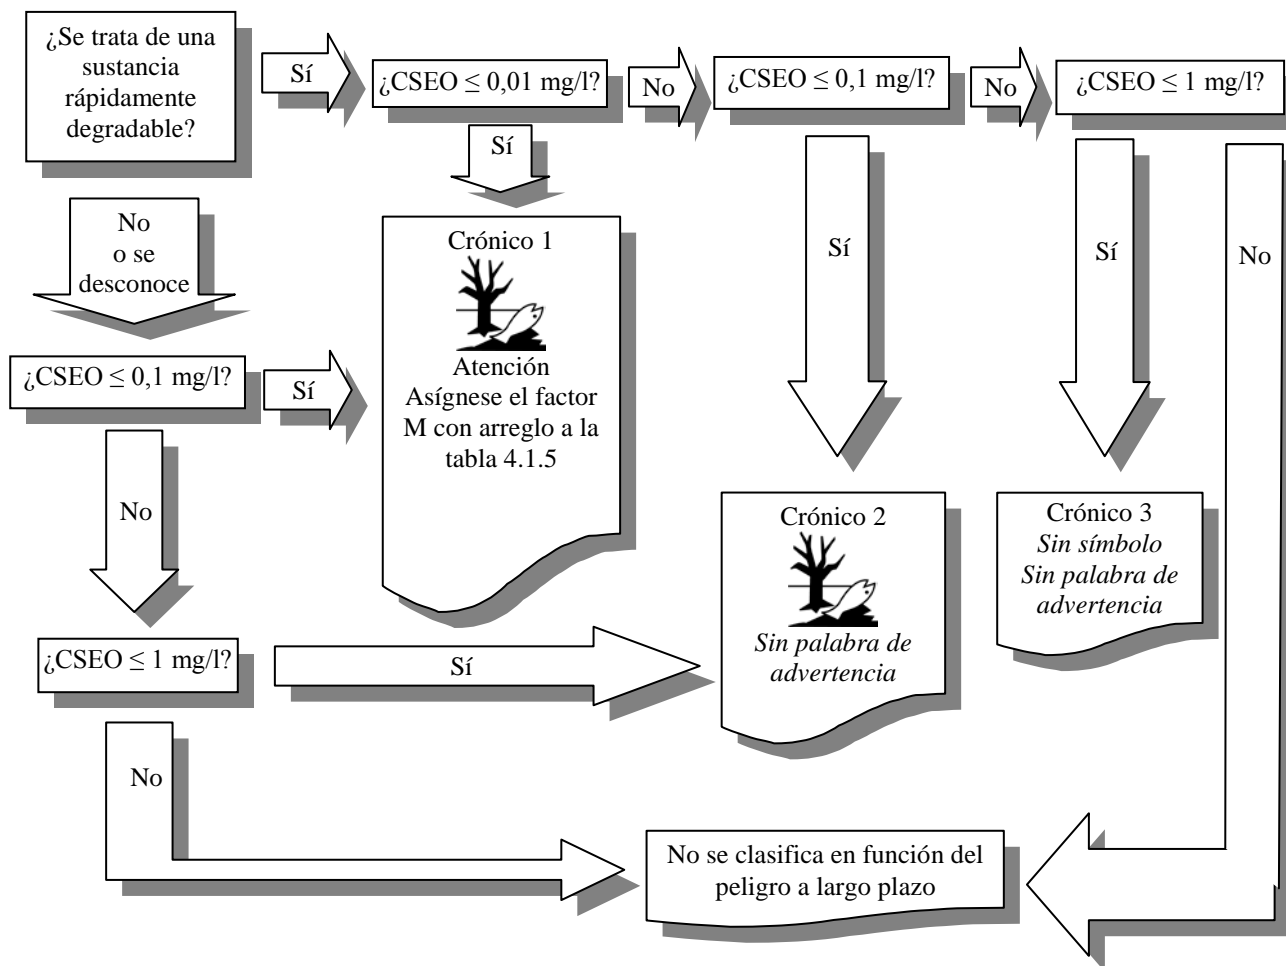 ¿Se trata de una
sustancia
rápidamente
degradable?
Sí
¿CSEO ≤ 0,01 mg/l?
No
¿CSEO ≤ 0,1 mg/l?
No
¿CSEO ≤ 1 mg/l?
Sí
No
o se
desconoce
Crónico 1
Atención
Asígnese el factor
M con arreglo a la
tabla 4.1.5
Sí
Sí
No
¿CSEO ≤ 0,1 mg/l?
Sí
No
Crónico 2
Sin palabra de
advertencia
Crónico 3
Sin símbolo
Sin palabra de
advertencia
¿CSEO ≤ 1 mg/l?
Sí
No
No se clasifica en función del
peligro a largo plazo